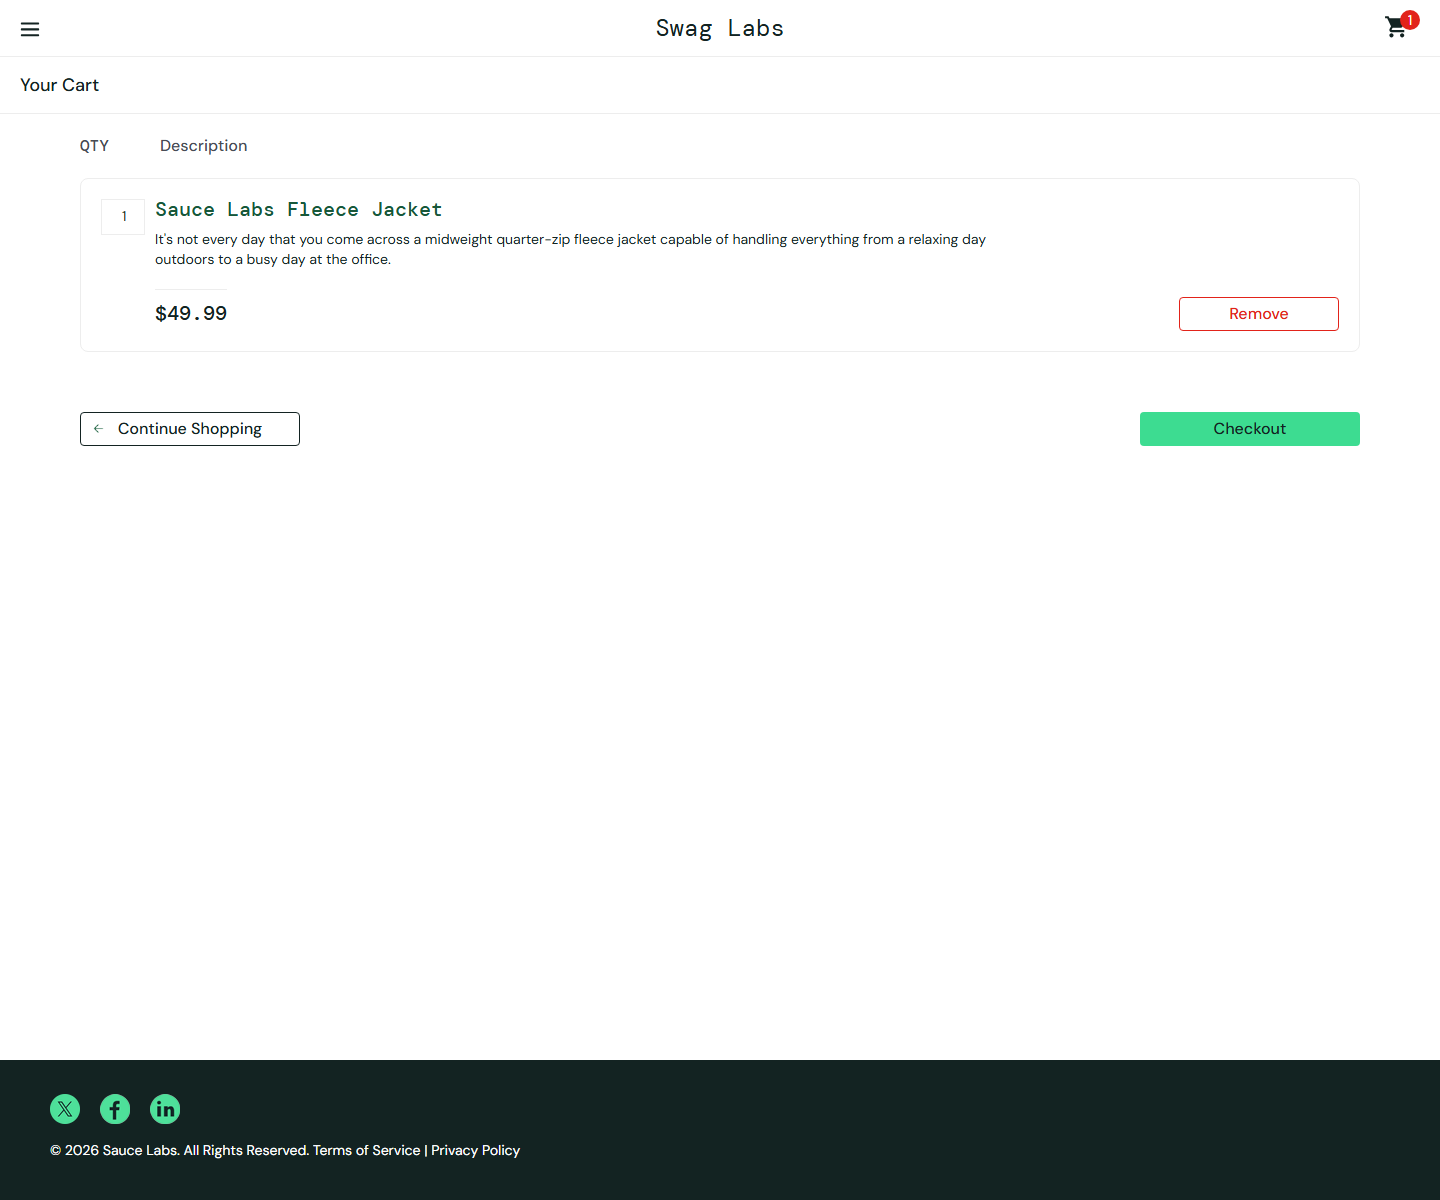 Swag Labs
1
Your Cart
QTY Description
1
Sauce Labs Fleece Jacket
It's not every day that you come across a midweight quarter-zip fleece jacket capable of handling everything from a relaxing day
outdoors to a busy day at the office.
$49.99
Remove
Continue Shopping
Checkout
© 2026 Sauce Labs. All Rights Reserved. Terms of Service | Privacy Policy